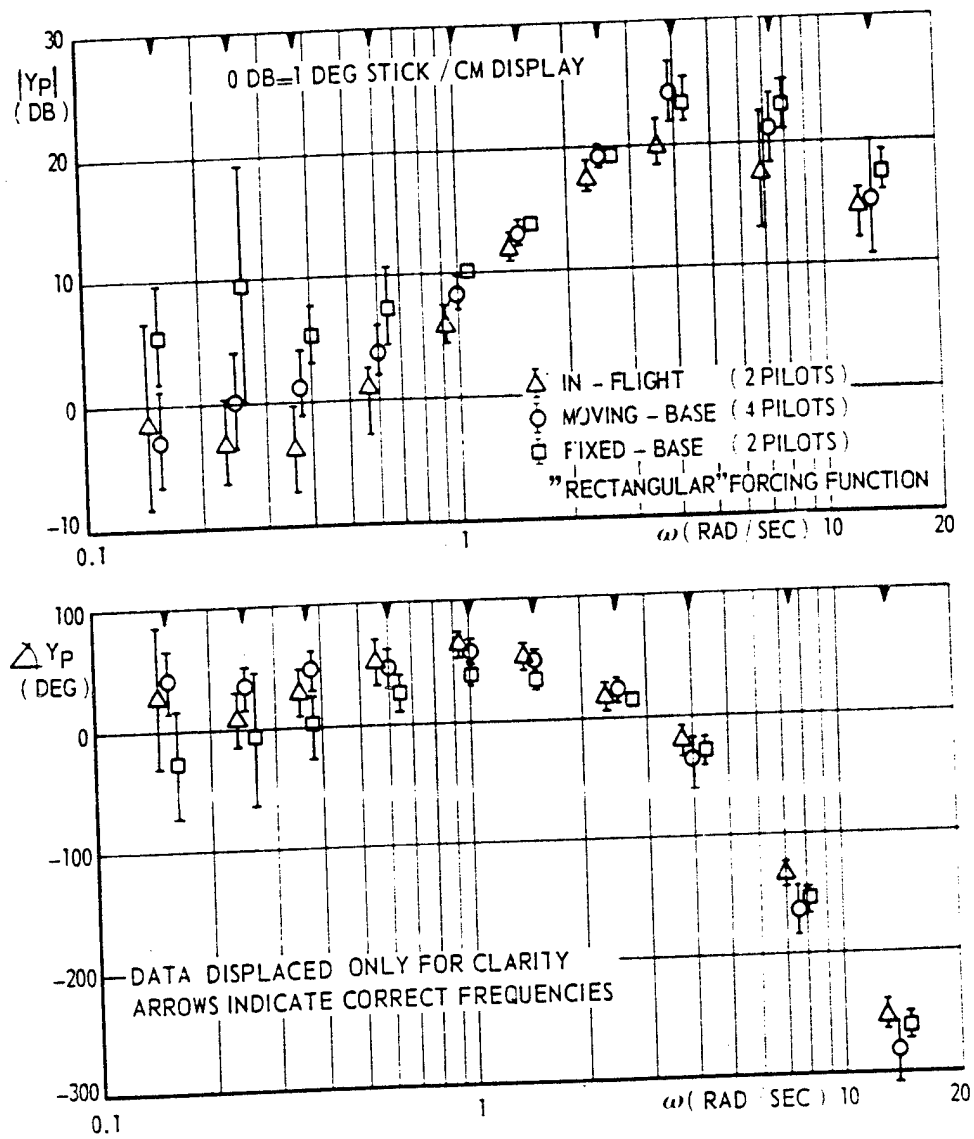 30
|Yp|
(DB)
0 DB=1 DEG STICK / CM DISPLAY
20
10
0
-10
△ IN - FLIGHT (2 PILOTS)
○ MOVING - BASE (4 PILOTS)
□ FIXED - BASE (2 PILOTS)
"RECTANGULAR" FORCING FUNCTION
0.1
1
ω(RAD/SEC)
10
20
100
∡ Yp
(DEG)
0
-100
-200
DATA DISPLACED ONLY FOR CLARITY
ARROWS INDICATE CORRECT FREQUENCIES
-300
0.1
1
ω(RAD/SEC)
10
20